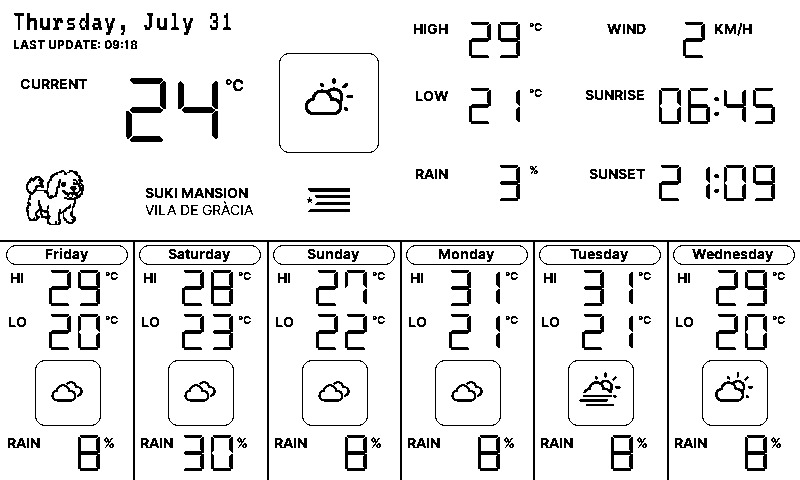 Thursday, July 31
LAST UPDATE: 09:18
CURRENT 24 °C
HIGH 29 °C
WIND 2 KM/H
LOW 21 °C
SUNRISE 06:45
RAIN 3 %
SUNSET 21:09
SUKI MANSION
VILA DE GRÀCIA
Friday
HI 29 °C
LO 20 °C
RAIN 8 %
Saturday
HI 28 °C
LO 23 °C
RAIN 30 %
Sunday
HI 27 °C
LO 22 °C
RAIN 8 %
Monday
HI 31 °C
LO 21 °C
RAIN 8 %
Tuesday
HI 31 °C
LO 21 °C
RAIN 8 %
Wednesday
HI 29 °C
LO 20 °C
RAIN 8 %